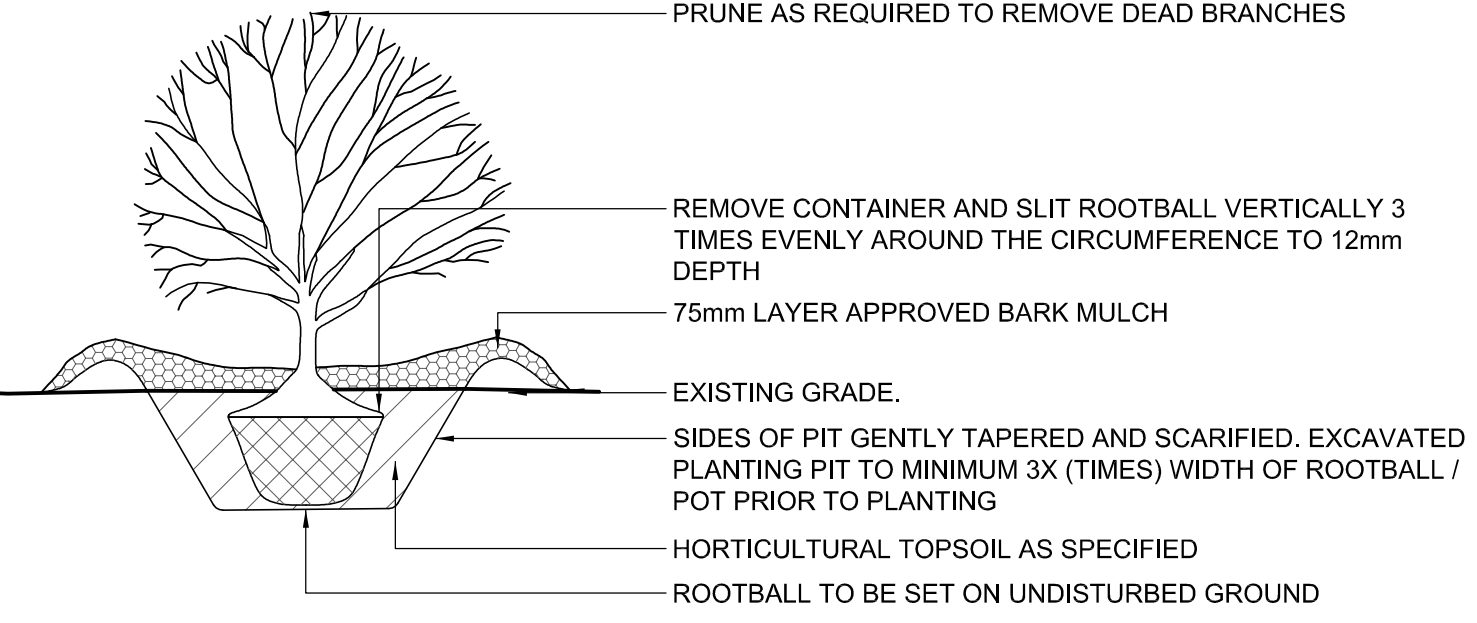 PRUNE AS REQUIRED TO REMOVE DEAD BRANCHES
REMOVE CONTAINER AND SLIT ROOTBALL VERTICALLY 3
TIMES EVENLY AROUND THE CIRCUMFERENCE TO 12mm
DEPTH
75mm LAYER APPROVED BARK MULCH
EXISTING GRADE.
SIDES OF PIT GENTLY TAPERED AND SCARIFIED. EXCAVATED
PLANTING PIT TO MINIMUM 3X (TIMES) WIDTH OF ROOTBALL /
POT PRIOR TO PLANTING
HORTICULTURAL TOPSOIL AS SPECIFIED
ROOTBALL TO BE SET ON UNDISTURBED GROUND